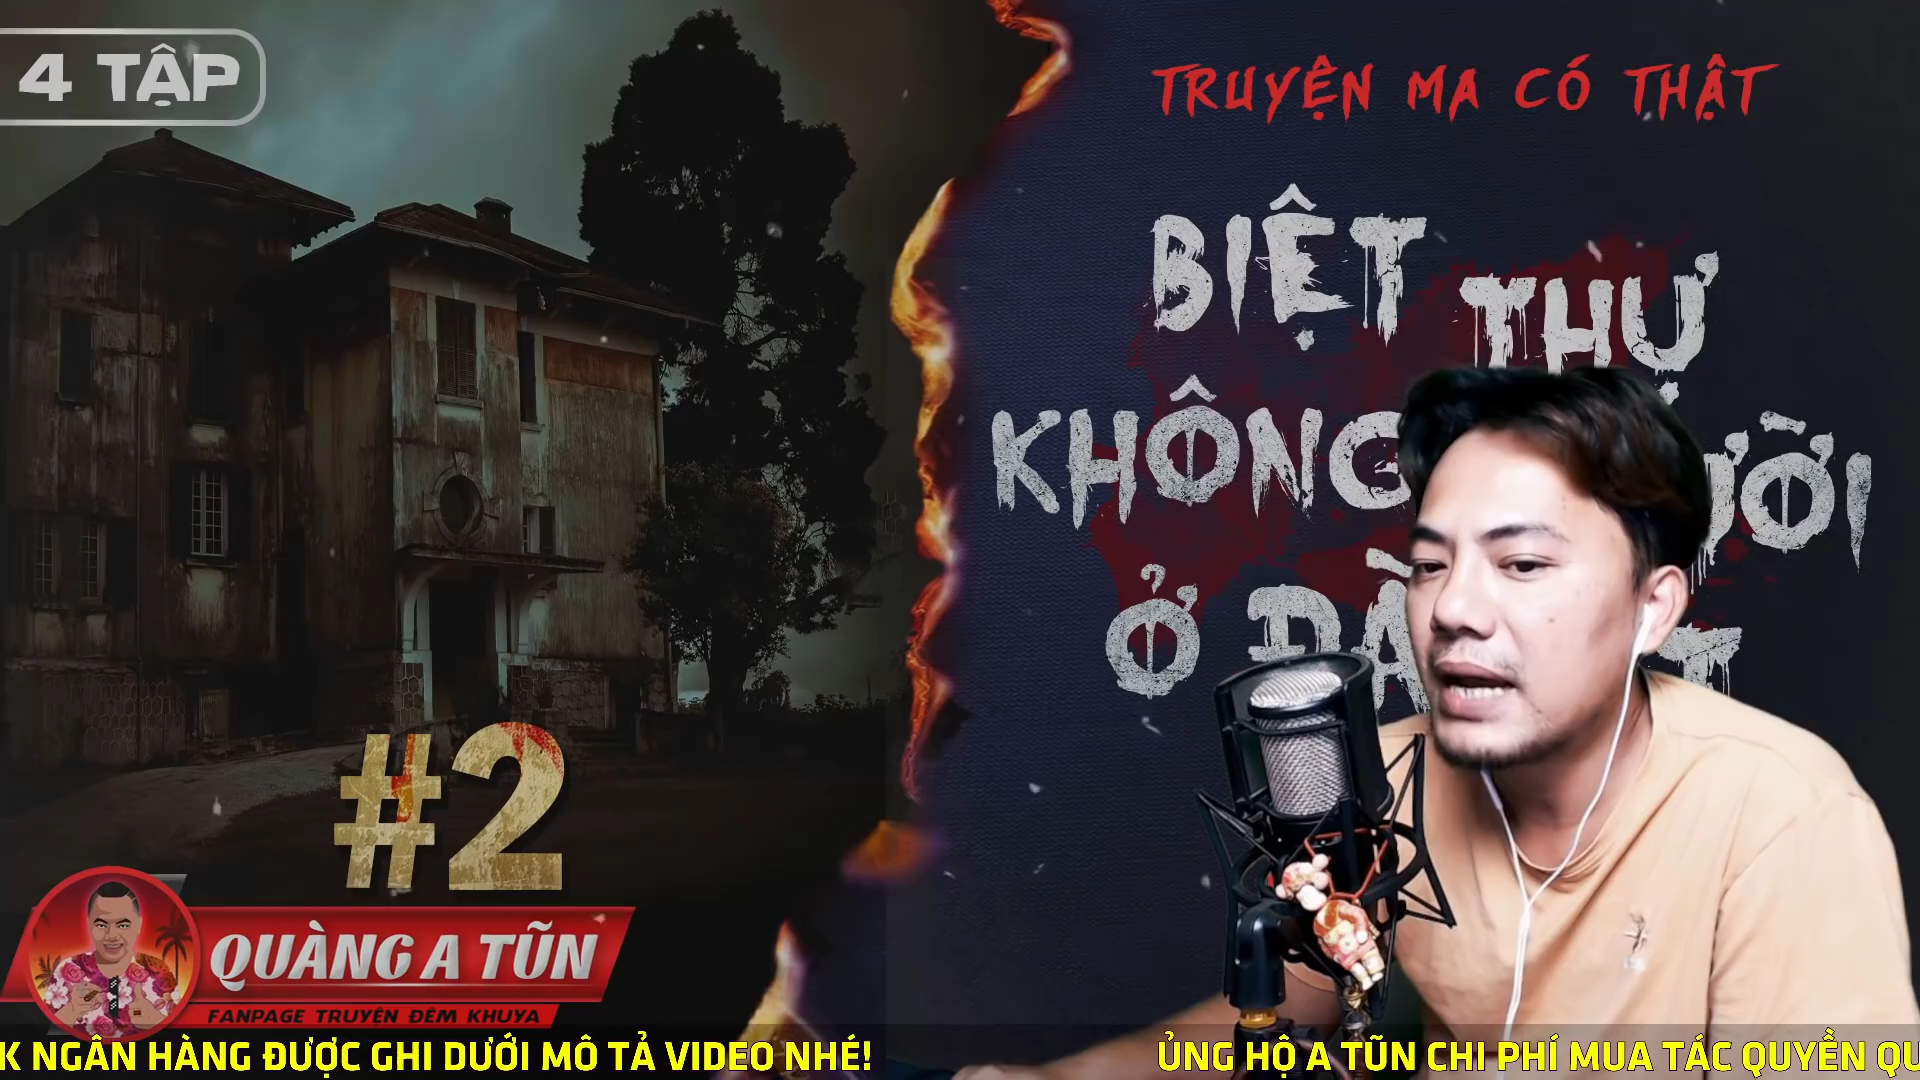 4 TẬP
TRUYỆN MA CÓ THẬT
BIỆT THỰ
KHÔNG
Ở
#2
QUÀNG A TŨN
FANPAGE TRUYỆN ĐÊM KHUYA
K NGÂN HÀNG ĐƯỢC GHI DƯỚI MÔ TẢ VIDEO NHÉ! ỦNG HỘ A TŨN CHI PHÍ MUA TÁC QUYỀN QU